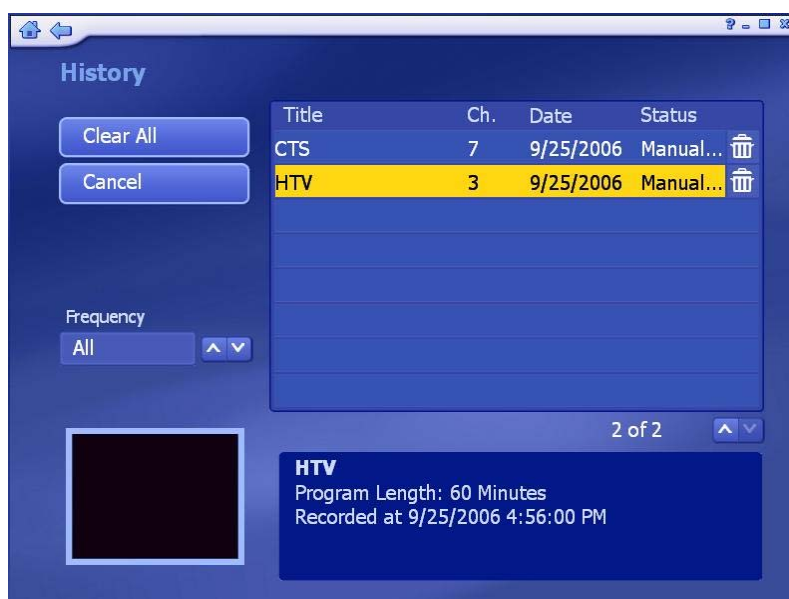 History
Clear All
Cancel
Title Ch. Date Status
CTS 7 9/25/2006 Manual...
HTV 3 9/25/2006 Manual...
Frequency
All
2 of 2
HTV
Program Length: 60 Minutes
Recorded at 9/25/2006 4:56:00 PM